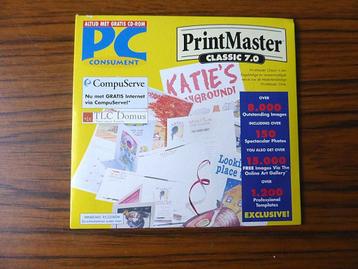 ALTIJD MET GRATIS CD-ROM
PC
CONSUMENT
CompuServe
Nu met GRATIS Internet
via CompuServe!*
TLC Domus
PrintMaster
CLASSIC 7.0
KATIE'S
Looki
place
OVER
8.000
Outstanding Images
INCLUDING OVER
150
Spectacular Photos
YOU ALSO GET OVER
15.000
FREE Images Via The
Online Art Gallery
OVER
1.200
Professional
Templates
EXCLUSIVE!